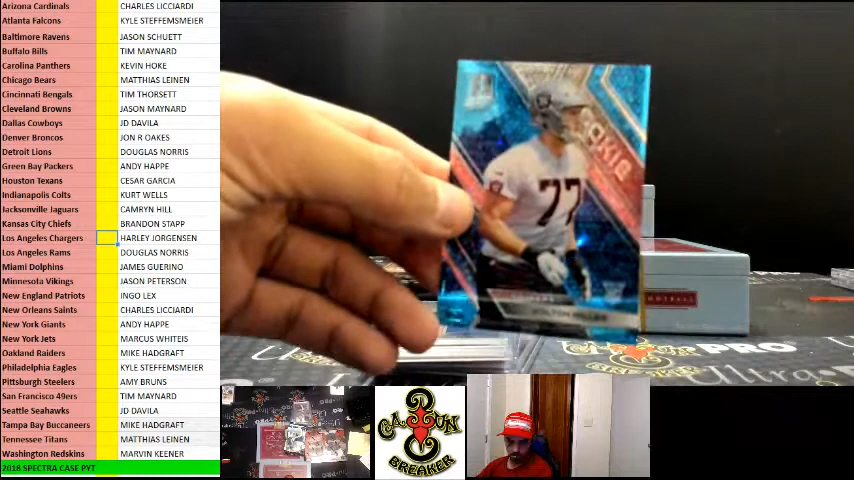 Arizona Cardinals CHARLES LICCIARDI
Atlanta Falcons KYLE STEFFEMSMEIER
Baltimore Ravens JASON SCHUETT
Buffalo Bills TIM MAYNARD
Carolina Panthers KEVIN HOKE
Chicago Bears MATTHIAS LEINEN
Cincinnati Bengals TIM THORSETT
Cleveland Browns JASON MAYNARD
Dallas Cowboys JD DAVILA
Denver Broncos JON R OAKES
Detroit Lions DOUGLAS NORRIS
Green Bay Packers ANDY HAPPE
Houston Texans CESAR GARCIA
Indianapolis Colts KURT WELLS
Jacksonville Jaguars CAMRYN HILL
Kansas City Chiefs BRANDON STAPP
Los Angeles Chargers HARLEY JORGENSEN
Los Angeles Rams DOUGLAS NORRIS
Miami Dolphins JAMES GUERINO
Minnesota Vikings JASON PETERSON
New England Patriots INGO LEX
New Orleans Saints CHARLES LICCIARDI
New York Giants ANDY HAPPE
New York Jets MARCUS WHITEIS
Oakland Raiders MIKE HADGRAFT
Philadelphia Eagles KYLE STEFFEMSMEIER
Pittsburgh Steelers AMY BRUNS
San Francisco 49ers TIM MAYNARD
Seattle Seahawks JD DAVILA
Tampa Bay Buccaneers MIKE HADGRAFT
Tennessee Titans MATTHIAS LEINEN
Washington Redskins MARVIN KEENER
2018 SPECTRA CASE PYT
ROOKIE
77
KOLTON MILLER
FOOTBALL
PRO
Ultra
CAJUN
BREAKER